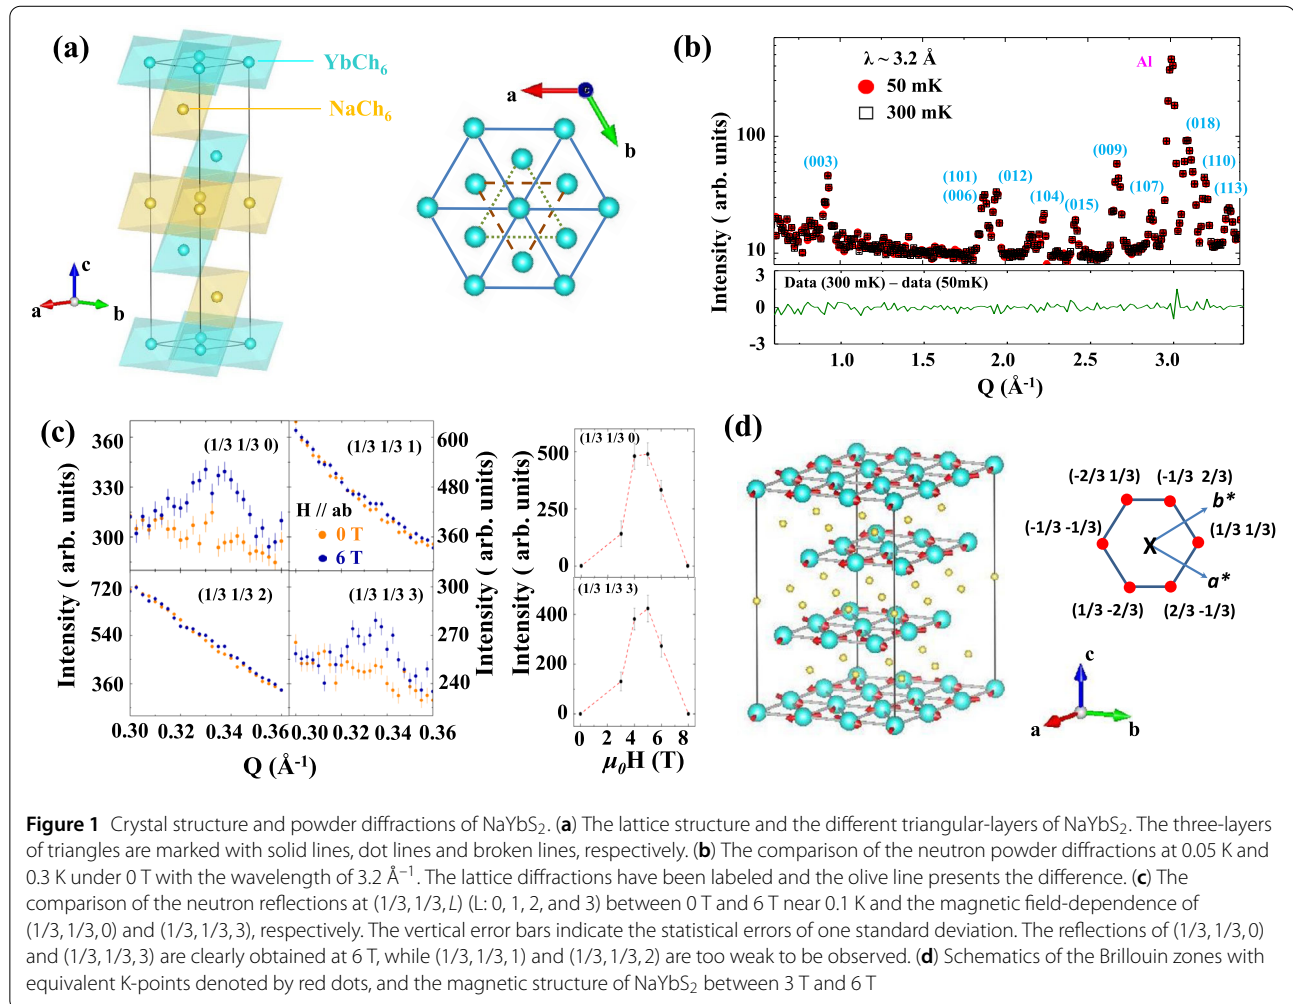 (a)
YbCh₆
NaCh₆
c
a
b
a
b
(b)
λ ~ 3.2 Å
50 mK
300 mK
Al
(003)
(101)
(006)
(012)
(104)
(015)
(009)
(107)
(018)
(110)
(113)
100
10
Intensity ( arb. units)
3
0
-3
Data (300 mK) – data (50mK)
1.0 1.5 2.0 2.5 3.0
Q (Å⁻¹)
(c)
360
330
300
(1/3 1/3 0)
(1/3 1/3 1)
H // ab
0 T
6 T
600
480
360
720
540
360
(1/3 1/3 2)
(1/3 1/3 3)
300
270
240
Intensity ( arb. units)
Intensity ( arb. units)
0.30 0.32 0.34 0.36
0.30 0.32 0.34 0.36
Q (Å⁻¹)
Intensity ( arb. units)
(1/3 1/3 0)
500
250
0
(1/3 1/3 3)
400
200
0
0 2 4 6 8
μ₀H (T)
(d)
(-2/3 1/3)
(-1/3 2/3)
b*
(-1/3 -1/3)
(1/3 1/3)
X
a*
(1/3 -2/3)
(2/3 -1/3)
c
a
b
Figure 1 Crystal structure and powder diffractions of NaYbS₂. (a) The lattice structure and the different triangular-layers of NaYbS₂. The three-layers
of triangles are marked with solid lines, dot lines and broken lines, respectively. (b) The comparison of the neutron powder diffractions at 0.05 K and
0.3 K under 0 T with the wavelength of 3.2 Å⁻¹. The lattice diffractions have been labeled and the olive line presents the difference. (c) The
comparison of the neutron reflections at (1/3, 1/3, L) (L: 0, 1, 2, and 3) between 0 T and 6 T near 0.1 K and the magnetic field-dependence of
(1/3, 1/3, 0) and (1/3, 1/3, 3), respectively. The vertical error bars indicate the statistical errors of one standard deviation. The reflections of (1/3, 1/3, 0)
and (1/3, 1/3, 3) are clearly obtained at 6 T, while (1/3, 1/3, 1) and (1/3, 1/3, 2) are too weak to be observed. (d) Schematics of the Brillouin zones with
equivalent K-points denoted by red dots, and the magnetic structure of NaYbS₂ between 3 T and 6 T